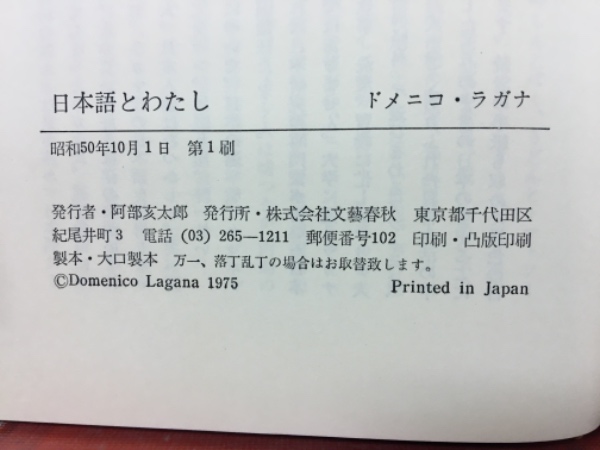 日本語とわたし　　ドメニコ・ラガナ
昭和50年10月1日　第1刷
発行者・阿部亥太郎　発行所・株式会社文藝春秋　東京都千代田区
紀尾井町3　電話（03）265—1211　郵便番号102　印刷・凸版印刷
製本・大口製本　万一、落丁乱丁の場合はお取替致します。
©Domenico Lagana 1975　　Printed in Japan